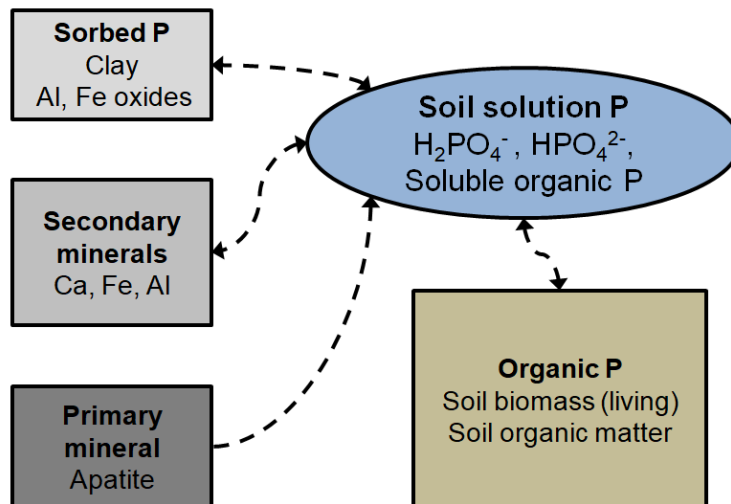 Sorbed P
Clay
Al, Fe oxides
Soil solution P
H₂PO₄⁻ , HPO₄²⁻,
Soluble organic P
Secondary
minerals
Ca, Fe, Al
Organic P
Soil biomass (living)
Soil organic matter
Primary
mineral
Apatite